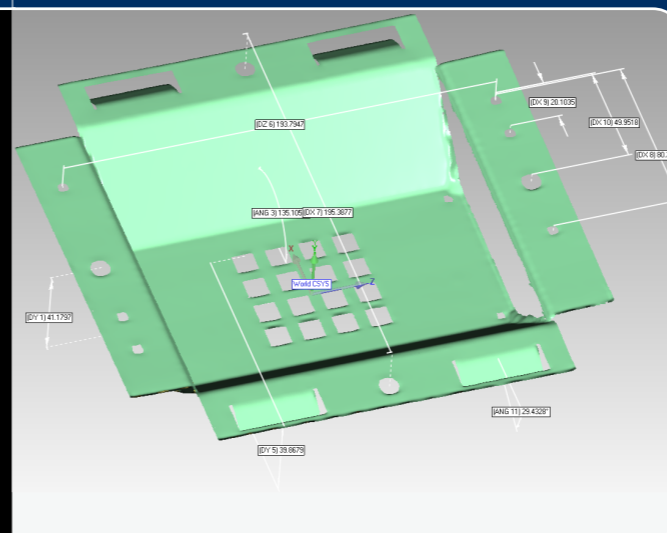 (DX 9) 20.1035
(DZ 6) 193.7947
(DX 10) 49.9518
(DX 8) 80.
(ANG 3) 135.105
(DX 7) 195.3877
X
Y
World CSYS
Z
(DY 1) 41.1797
(ANG 11) 29.4328°
(DY 5) 39.8679